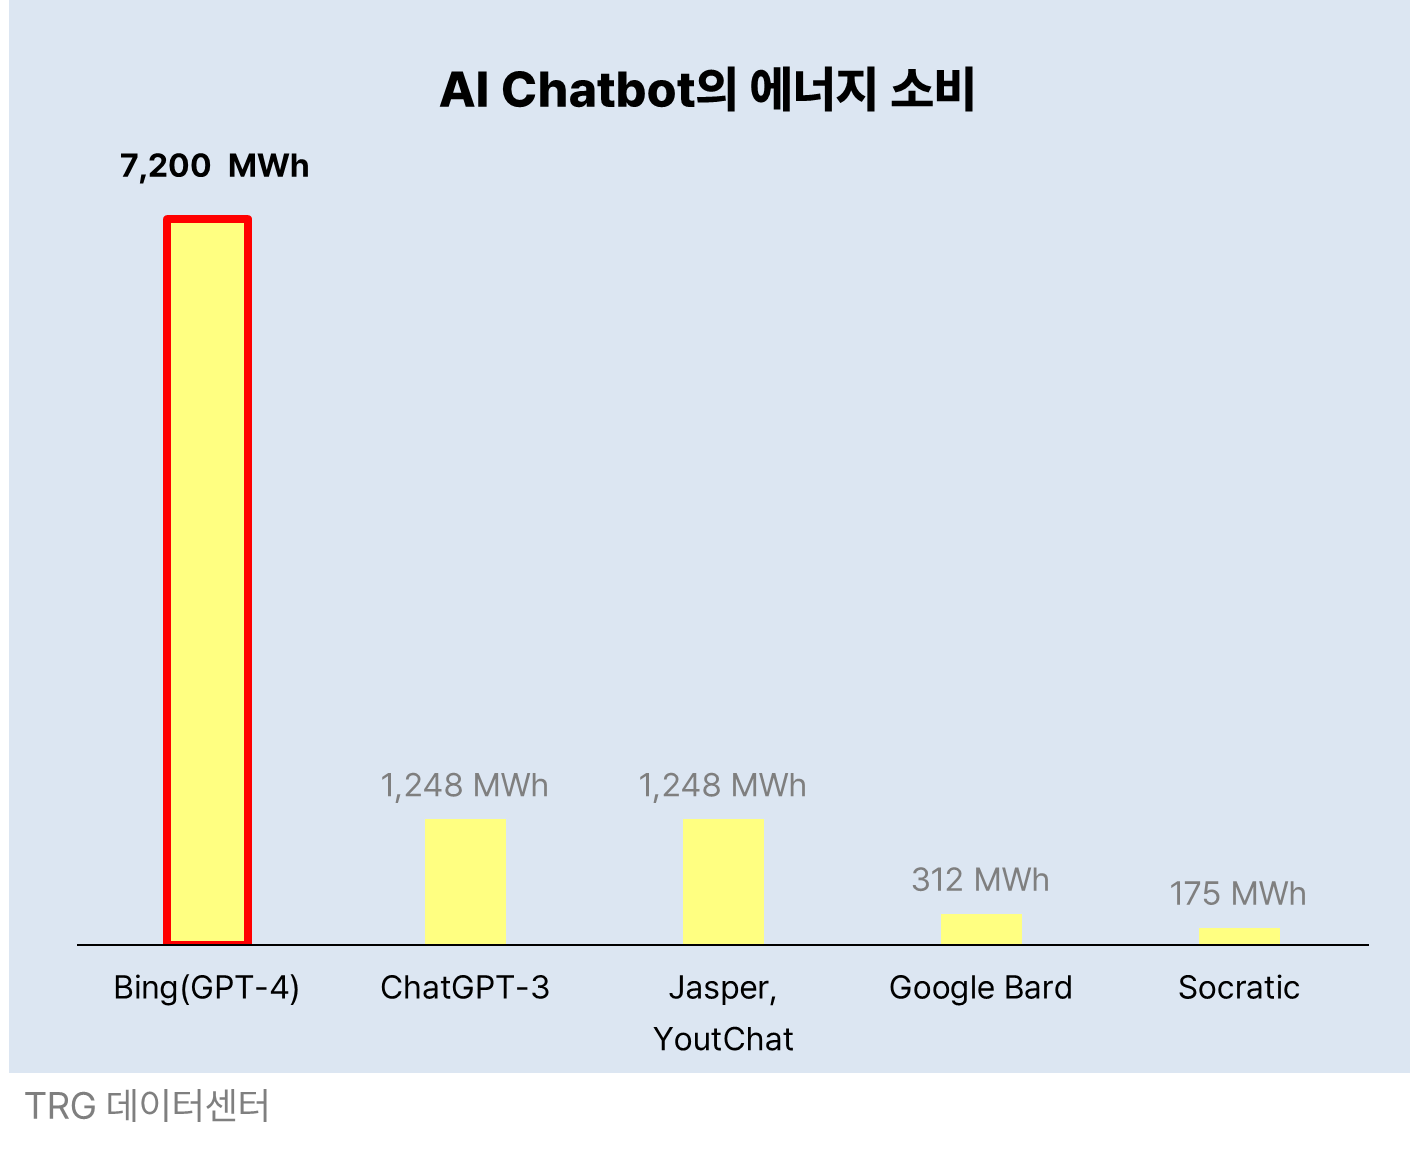 AI Chatbot의 에너지 소비
7,200 MWh
1,248 MWh
1,248 MWh
312 MWh
175 MWh
Bing(GPT-4)
ChatGPT-3
Jasper,
YoutChat
Google Bard
Socratic
TRG 데이터센터